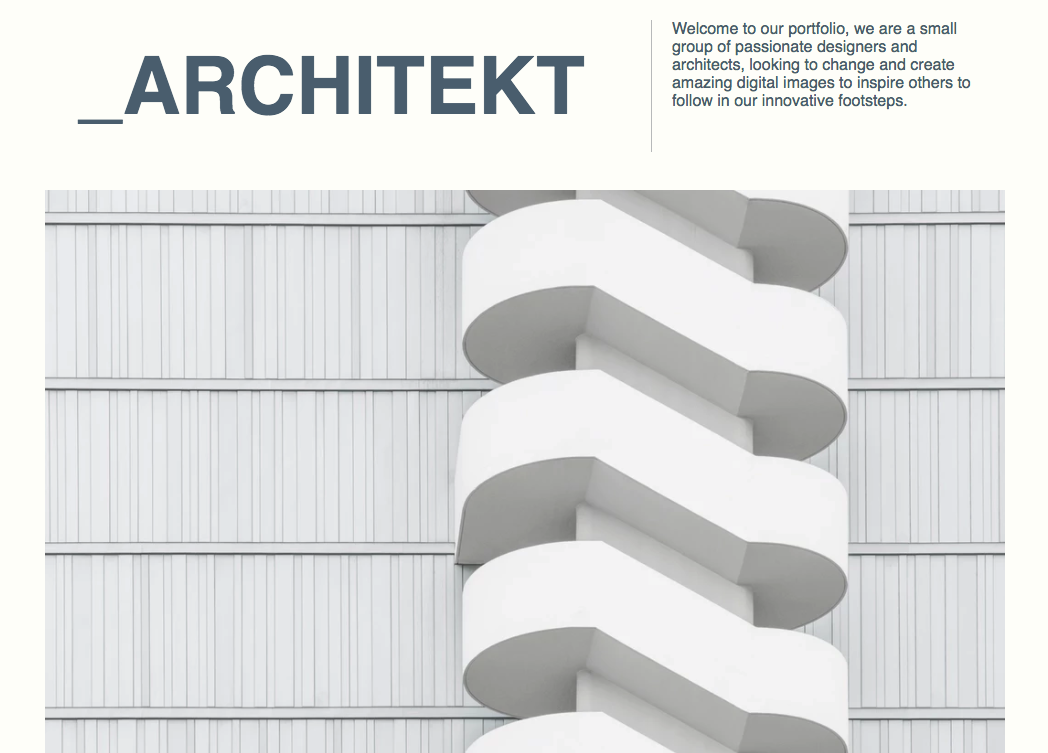 _ARCHITEKT
Welcome to our portfolio, we are a small
group of passionate designers and
architects, looking to change and create
amazing digital images to inspire others to
follow in our innovative footsteps.